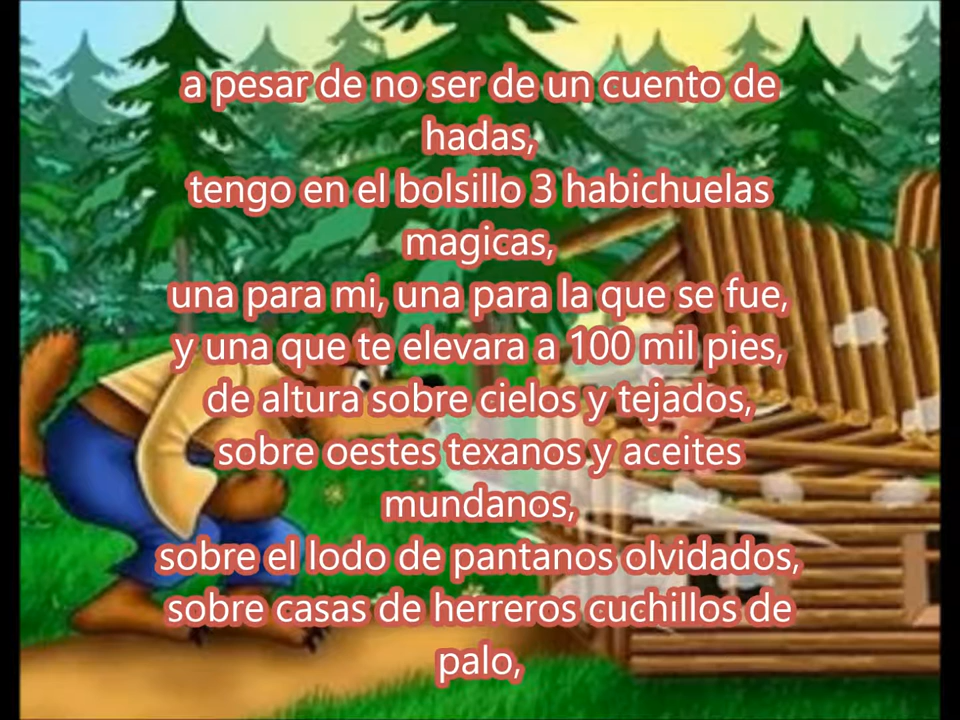 a pesar de no ser de un cuento de
hadas,
tengo en el bolsillo 3 habichuelas
magicas,
una para mi, una para la que se fue,
y una que te elevara a 100 mil pies,
de altura sobre cielos y tejados,
sobre oestes texanos y aceites
mundanos,
sobre el lodo de pantanos olvidados,
sobre casas de herreros cuchillos de
palo,